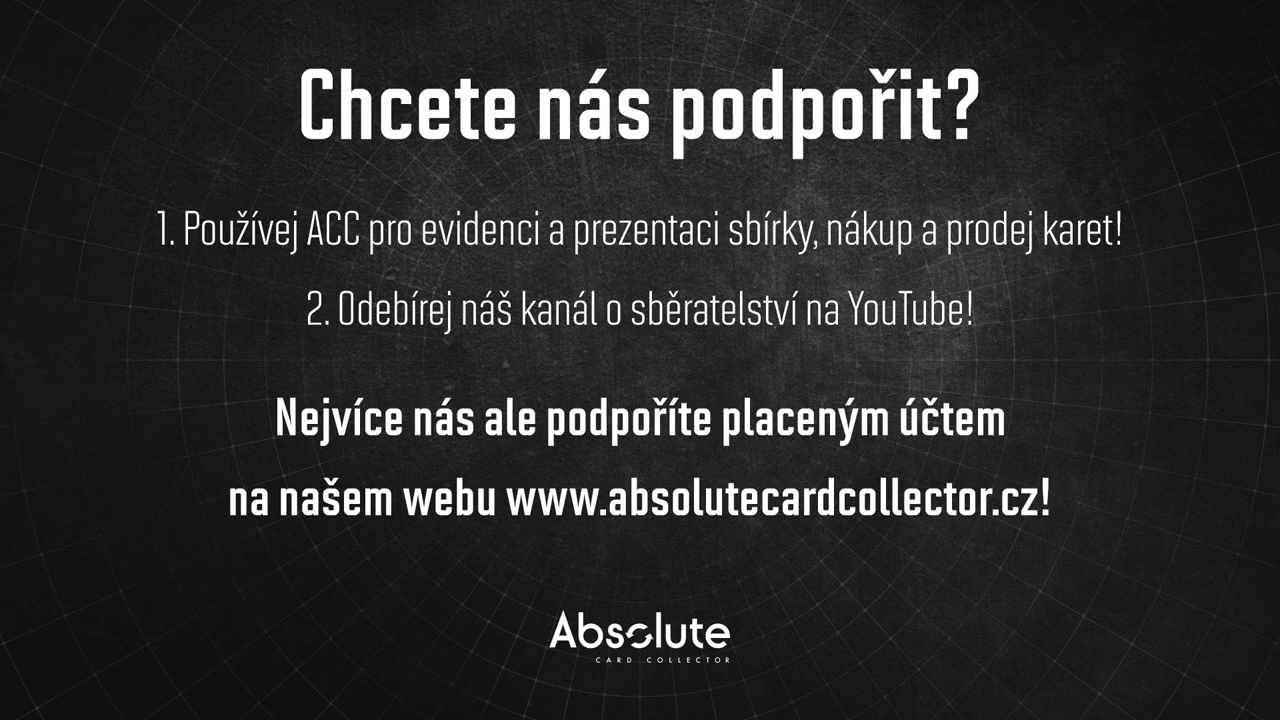 Chcete nás podpořit?
1. Používej ACC pro evidenci a prezentaci sbírky, nákup a prodej karet!
2. Odebírej náš kanál o sběratelství na YouTube!
Nejvíce nás ale podpoříte placeným účtem
na našem webu www.absolutecardcollector.cz!
Absolute
CARD COLLECTOR